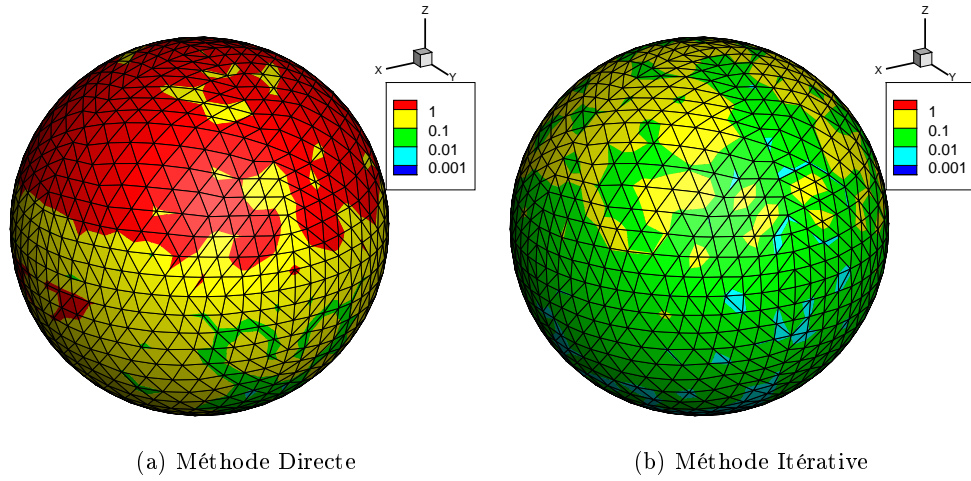 Z
X
Y
1
0.1
0.01
0.001
Z
X
Y
1
0.1
0.01
0.001
(a) Méthode Directe
(b) Méthode Itérative